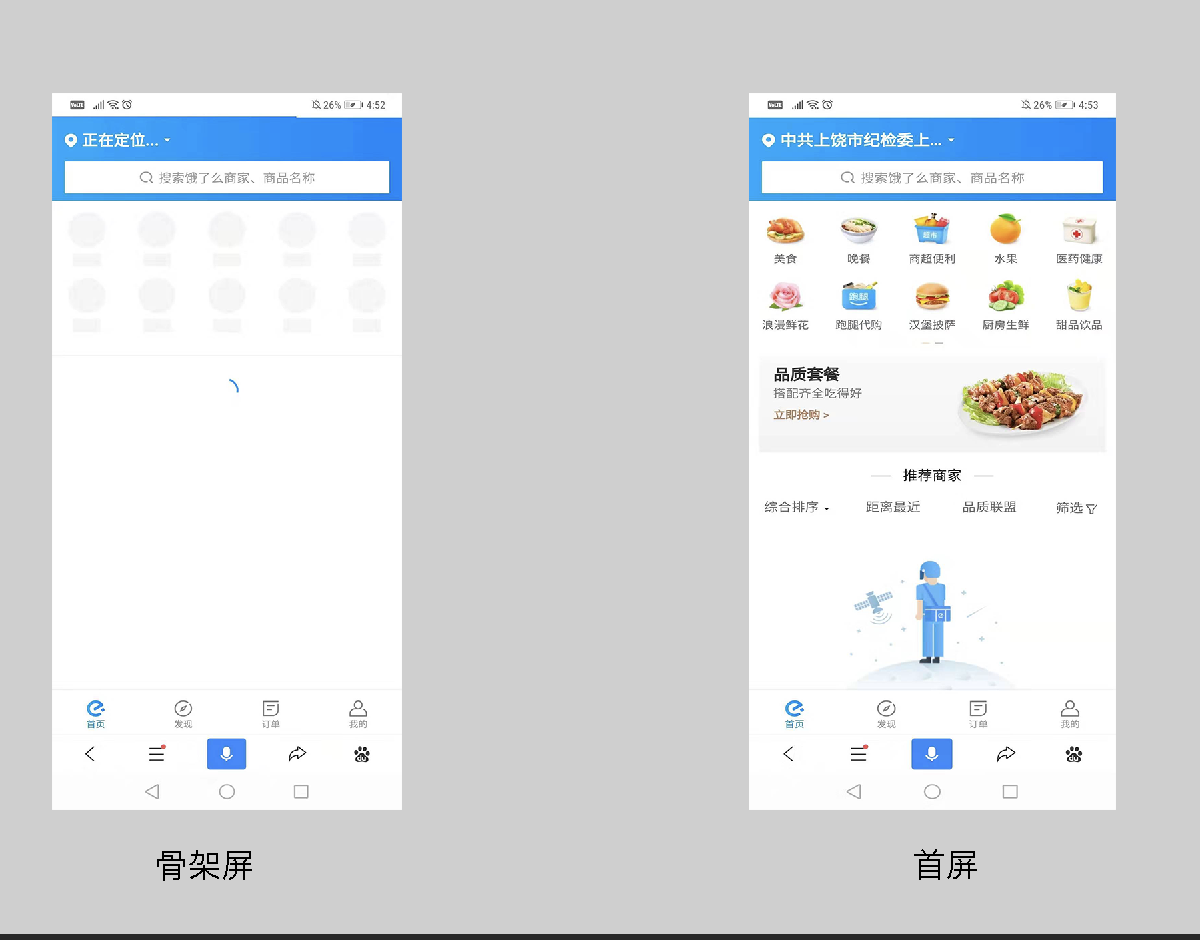 VoLTE
26%
4:52
正在定位...
搜索饿了么商家、商品名称
首页
发现
订单
我的
du
骨架屏
VoLTE
26%
4:53
中共上饶市纪检委上...
搜索饿了么商家、商品名称
美食
晚餐
超市
商超便利
水果
医药健康
浪漫鲜花
跑腿
跑腿代购
汉堡披萨
厨房生鲜
甜品饮品
品质套餐
搭配齐全吃得好
立即抢购 >
推荐商家
综合排序
距离最近
品质联盟
筛选
首页
发现
订单
我的
du
首屏